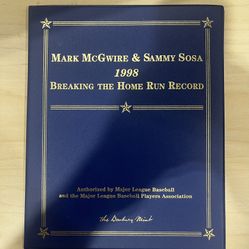 MARK MCGWIRE & SAMMY SOSA
1998
BREAKING THE HOME RUN RECORD
Authorized by Major League Baseball
and the Major League Baseball Players Association
The Danbury Mint